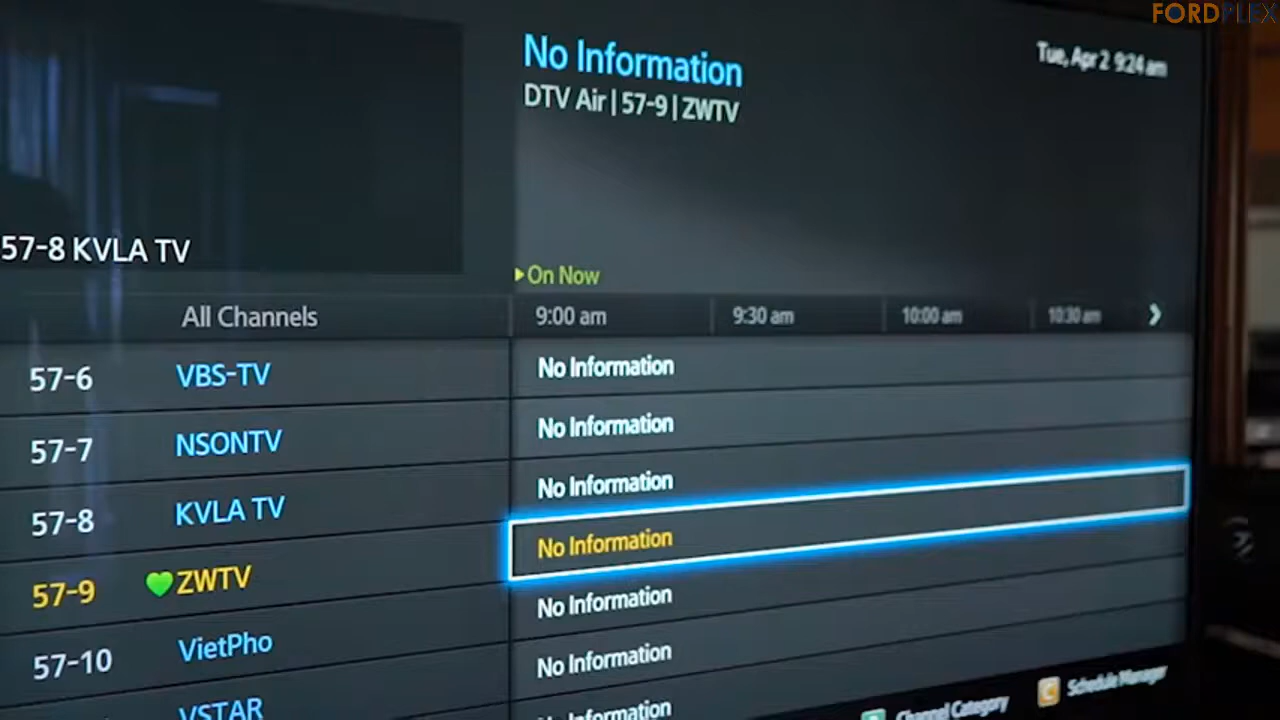 FORDPLEX
No Information
Tue, Apr 2 9:24 am
DTV Air | 57-9 | ZWTV
57-8 KVLA TV
On Now
All Channels
9:00 am
9:30 am
10:00 am
10:30 am
57-6
VBS-TV
No Information
57-7
NSONTV
No Information
57-8
KVLA TV
No Information
57-9
ZWTV
No Information
57-10
VietPho
No Information
VSTAR
No Information
No Information
Channel Category
C Schedule Manager